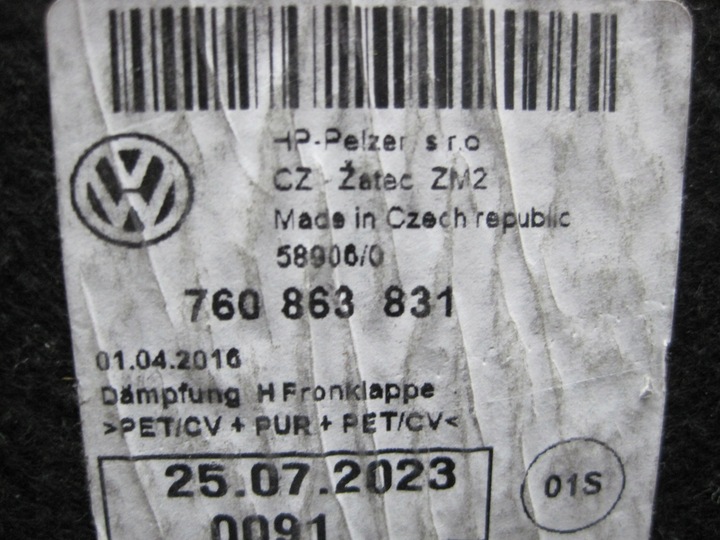 HP-Pelzer s r.o
CZ - Žatec ZM2
Made in Czech republic
58906/0
760 863 831
01.04.2016
Dämpfung H Fronklappe
>PET/CV + PUR + PET/CV<
25.07.2023
01S
0091